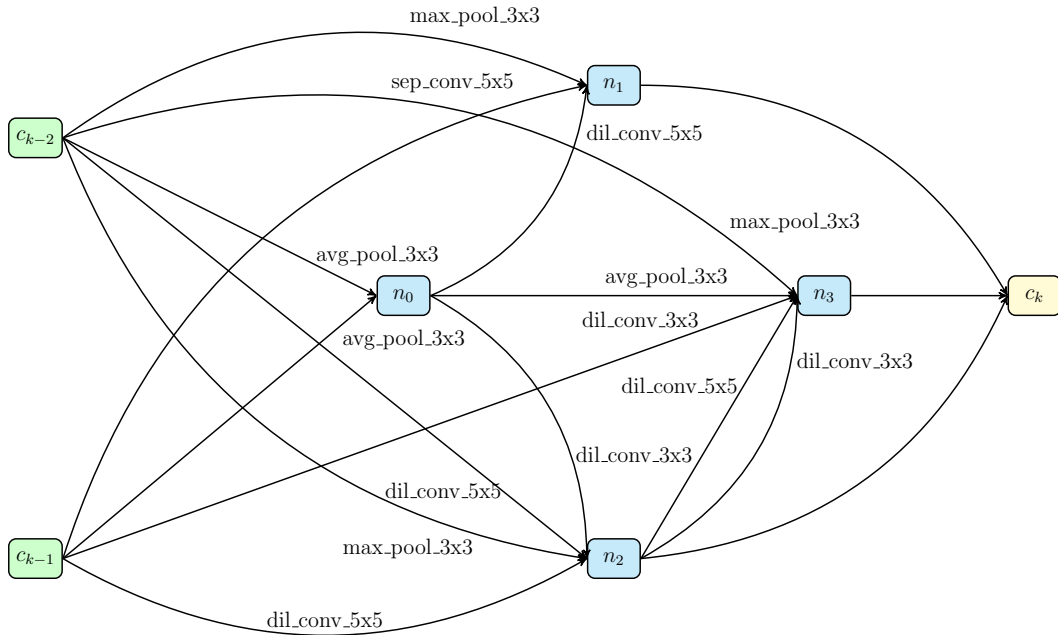 max_pool_3x3
sep_conv_5x5
n₁
c_{k−2}
dil_conv_5x5
max_pool_3x3
avg_pool_3x3
avg_pool_3x3
n₀
n₃
c_k
dil_conv_3x3
avg_pool_3x3
dil_conv_3x3
dil_conv_5x5
dil_conv_3x3
dil_conv_5x5
max_pool_3x3
c_{k−1}
n₂
dil_conv_5x5